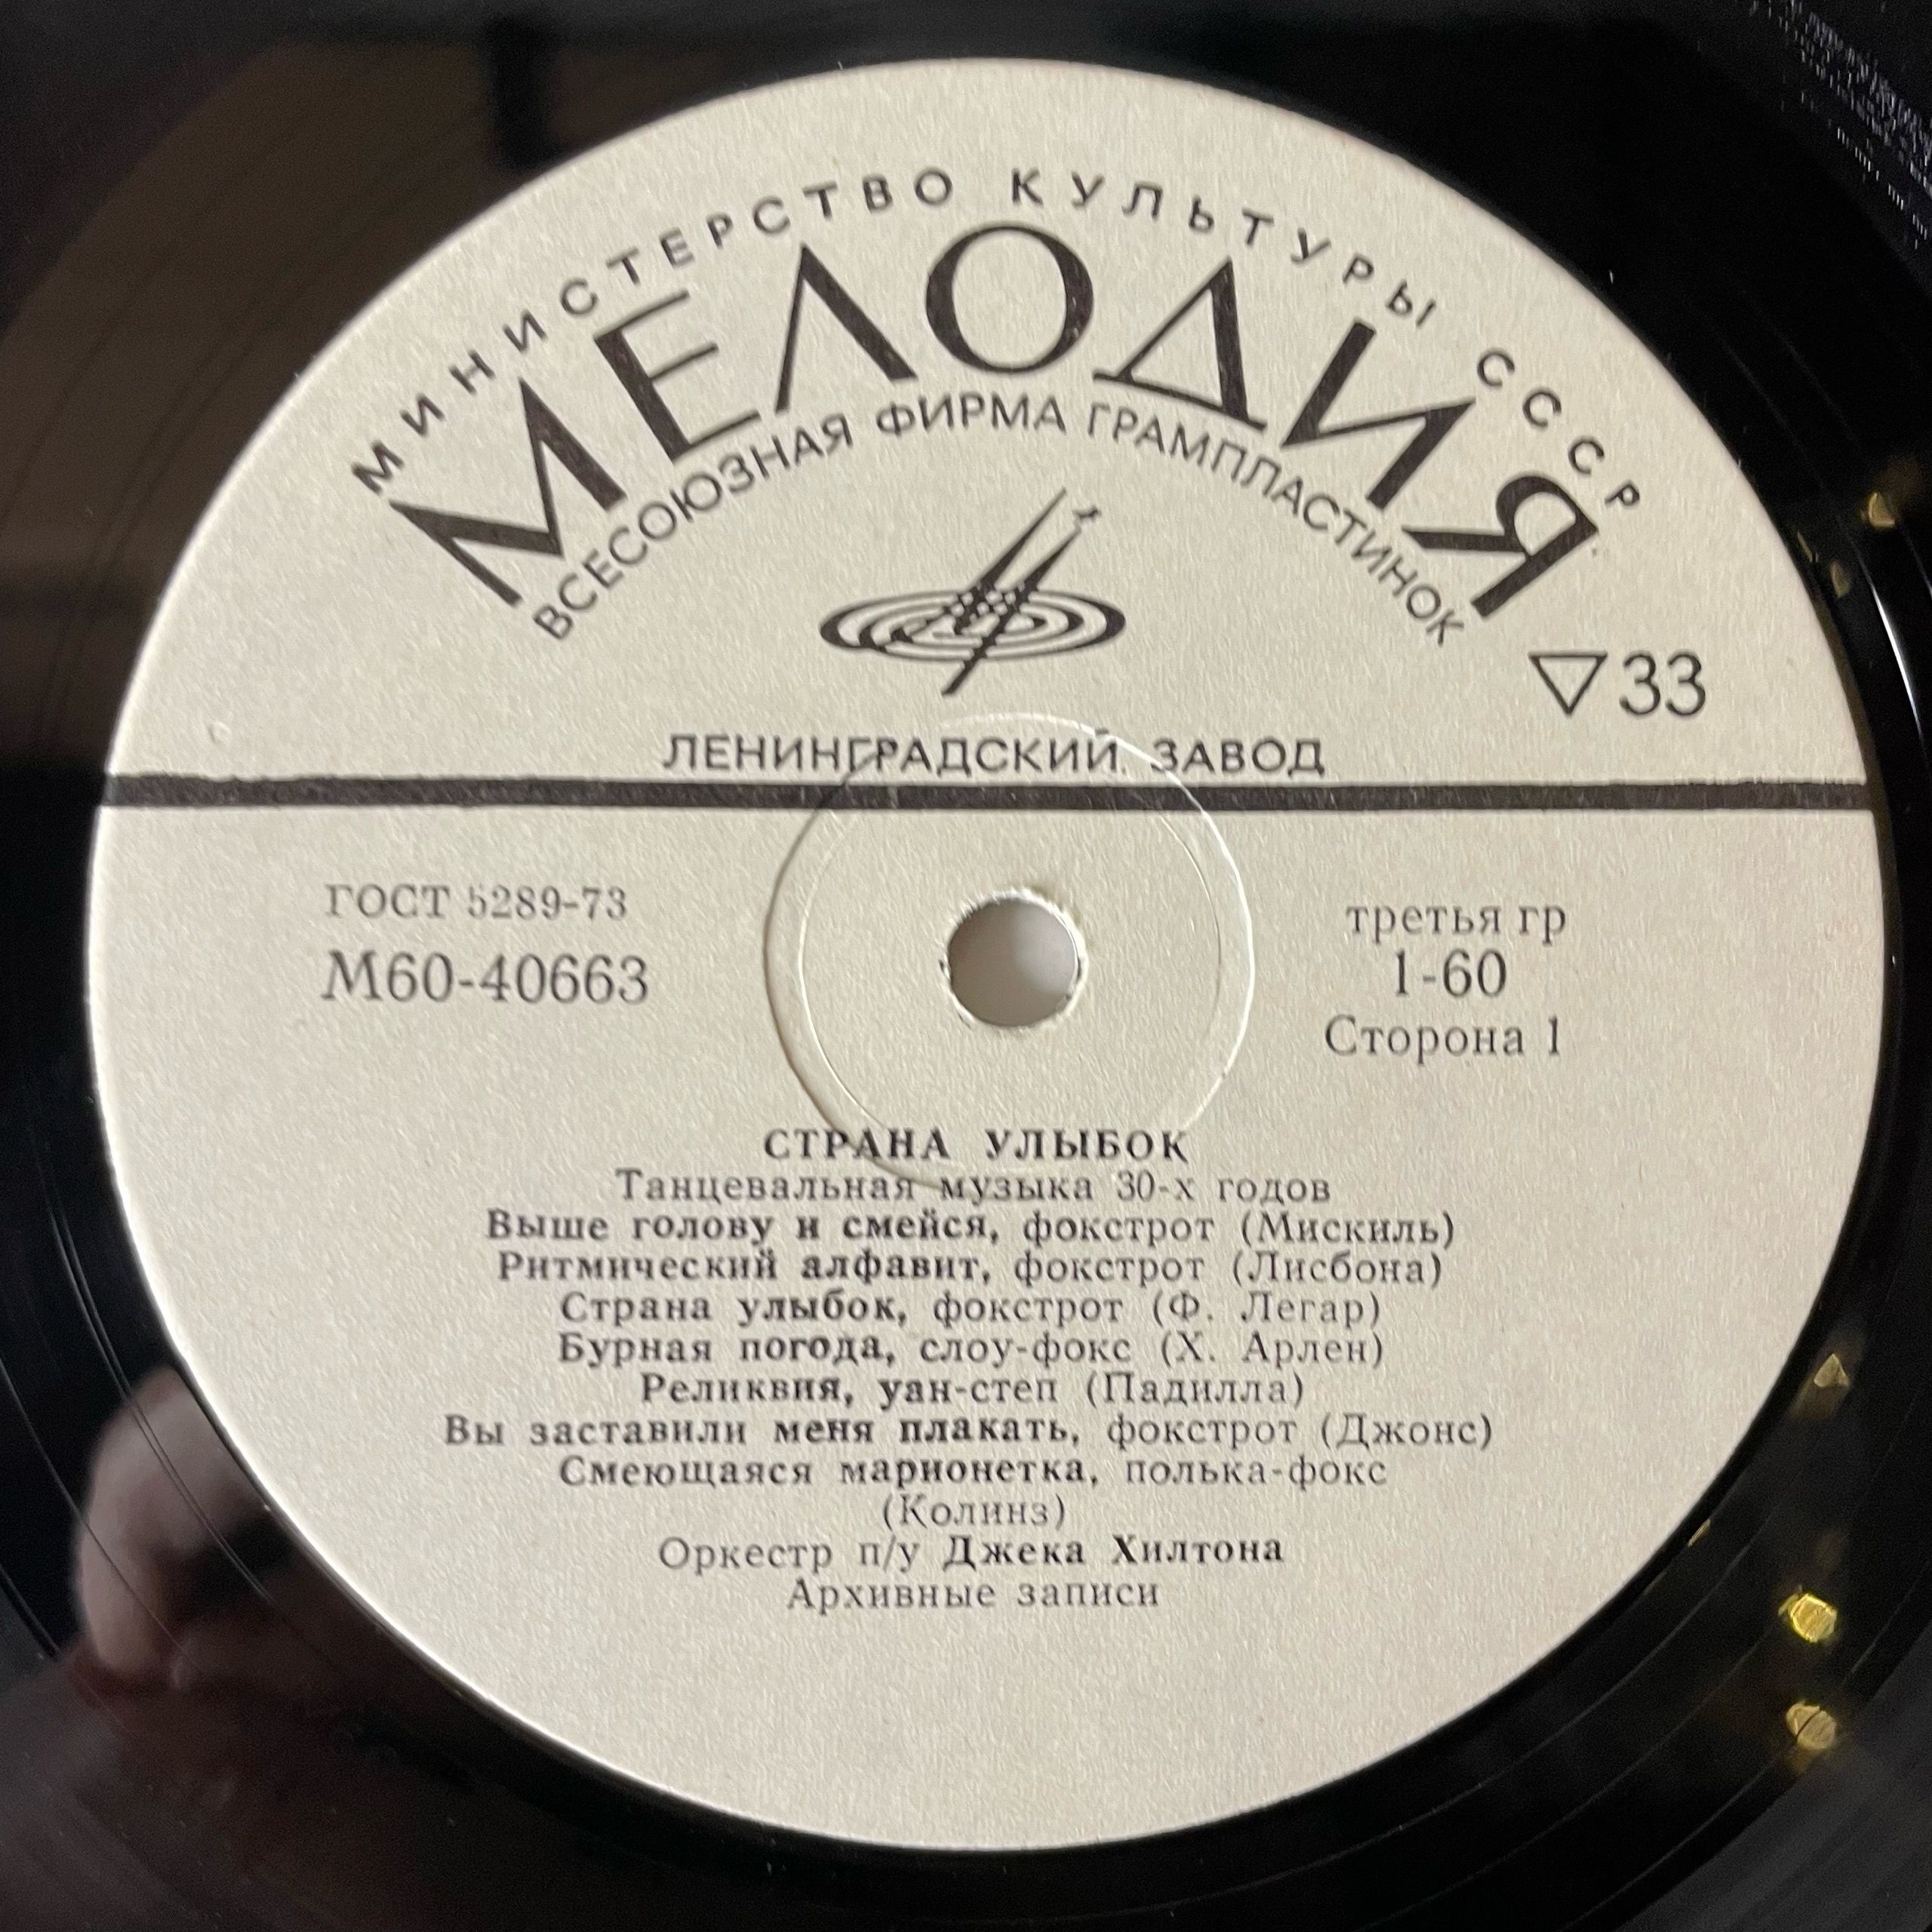 МИНИСТЕРСТВО КУЛЬТУРЫ СССР
МЕЛОДИЯ
ВСЕСОЮЗНАЯ ФИРМА ГРАМПЛАСТИНОК
▽33
ЛЕНИНГРАДСКИЙ ЗАВОД
ГОСТ 5289-73
М60-40663
третья гр
1-60
Сторона 1
СТРАНА УЛЫБОК
Танцевальная музыка 30-х годов
Выше голову и смейся, фокстрот (Мискиль)
Ритмический алфавит, фокстрот (Лисбона)
Страна улыбок, фокстрот (Ф. Легар)
Бурная погода, слоу-фокс (Х. Арлен)
Реликвия, уан-степ (Падилла)
Вы заставили меня плакать, фокстрот (Джонс)
Смеющаяся марионетка, полька-фокс
(Колинз)
Оркестр п/у Джека Хилтона
Архивные записи